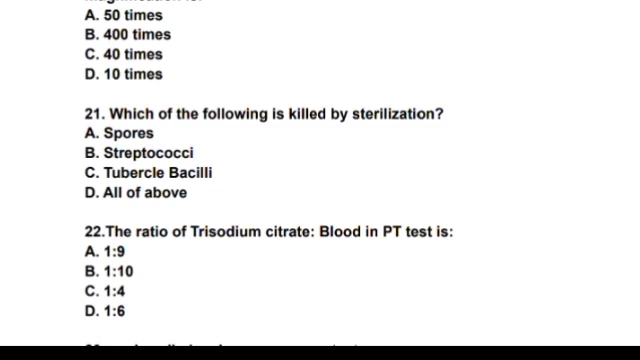 A. 50 times
B. 400 times
C. 40 times
D. 10 times
21. Which of the following is killed by sterilization?
A. Spores
B. Streptococci
C. Tubercle Bacilli
D. All of above
22.The ratio of Trisodium citrate: Blood in PT test is:
A. 1:9
B. 1:10
C. 1:4
D. 1:6